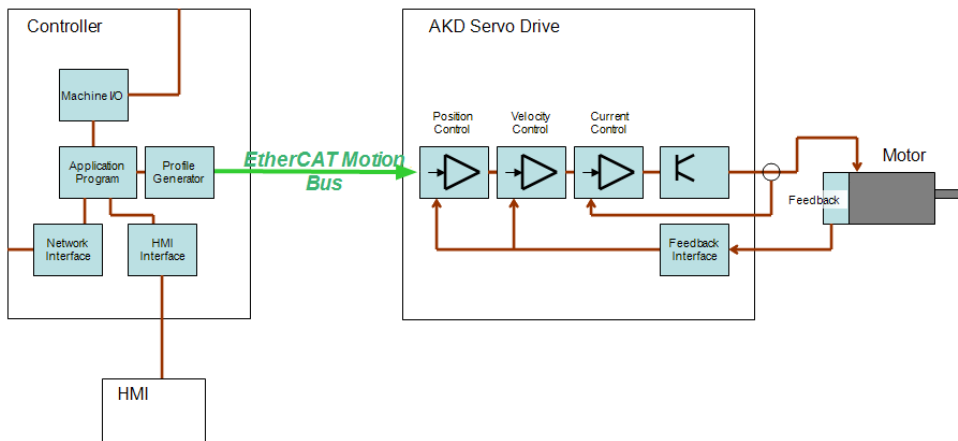 Controller
Machine I/O
Application
Program
Profile
Generator
Network
Interface
HMI
Interface
HMI
EtherCAT Motion
Bus
AKD Servo Drive
Position
Control
Velocity
Control
Current
Control
Feedback
Interface
Motor
Feedback